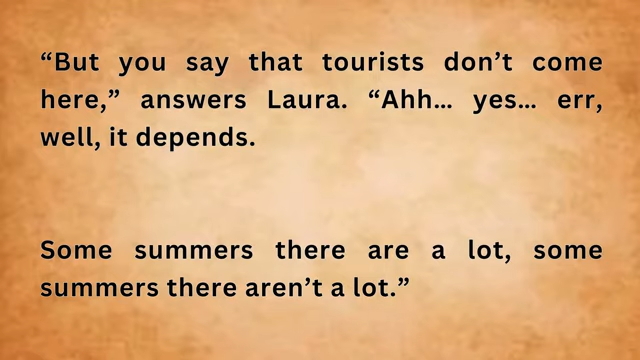 “But you say that tourists don’t come
here,” answers Laura. “Ahh... yes... err,
well, it depends.
Some summers there are a lot, some
summers there aren’t a lot.”